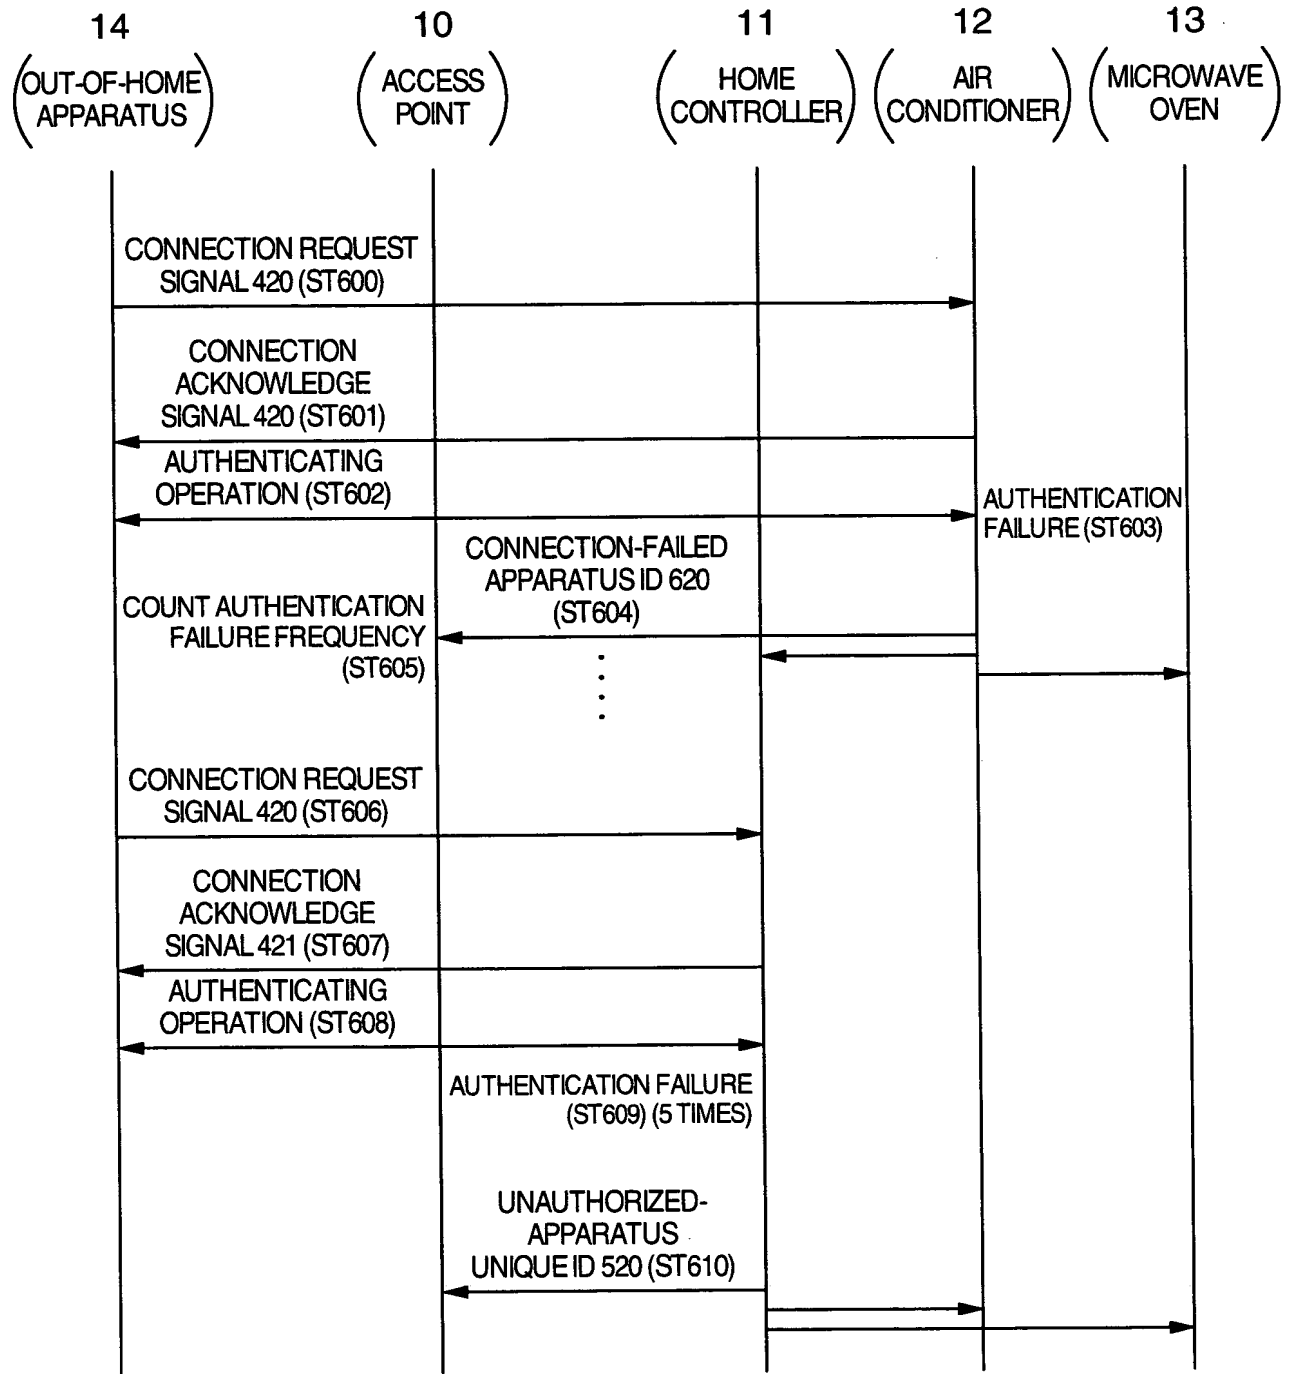 14
10
11
12
13
OUT-OF-HOME
APPARATUS
ACCESS
POINT
HOME
CONTROLLER
AIR
CONDITIONER
MICROWAVE
OVEN
CONNECTION REQUEST
SIGNAL 420 (ST600)
CONNECTION
ACKNOWLEDGE
SIGNAL 420 (ST601)
AUTHENTICATING
OPERATION (ST602)
AUTHENTICATION
FAILURE (ST603)
CONNECTION-FAILED
APPARATUS ID 620
(ST604)
COUNT AUTHENTICATION
FAILURE FREQUENCY
(ST605)
CONNECTION REQUEST
SIGNAL 420 (ST606)
CONNECTION
ACKNOWLEDGE
SIGNAL 421 (ST607)
AUTHENTICATING
OPERATION (ST608)
AUTHENTICATION FAILURE
(ST609) (5 TIMES)
UNAUTHORIZED-
APPARATUS
UNIQUE ID 520 (ST610)